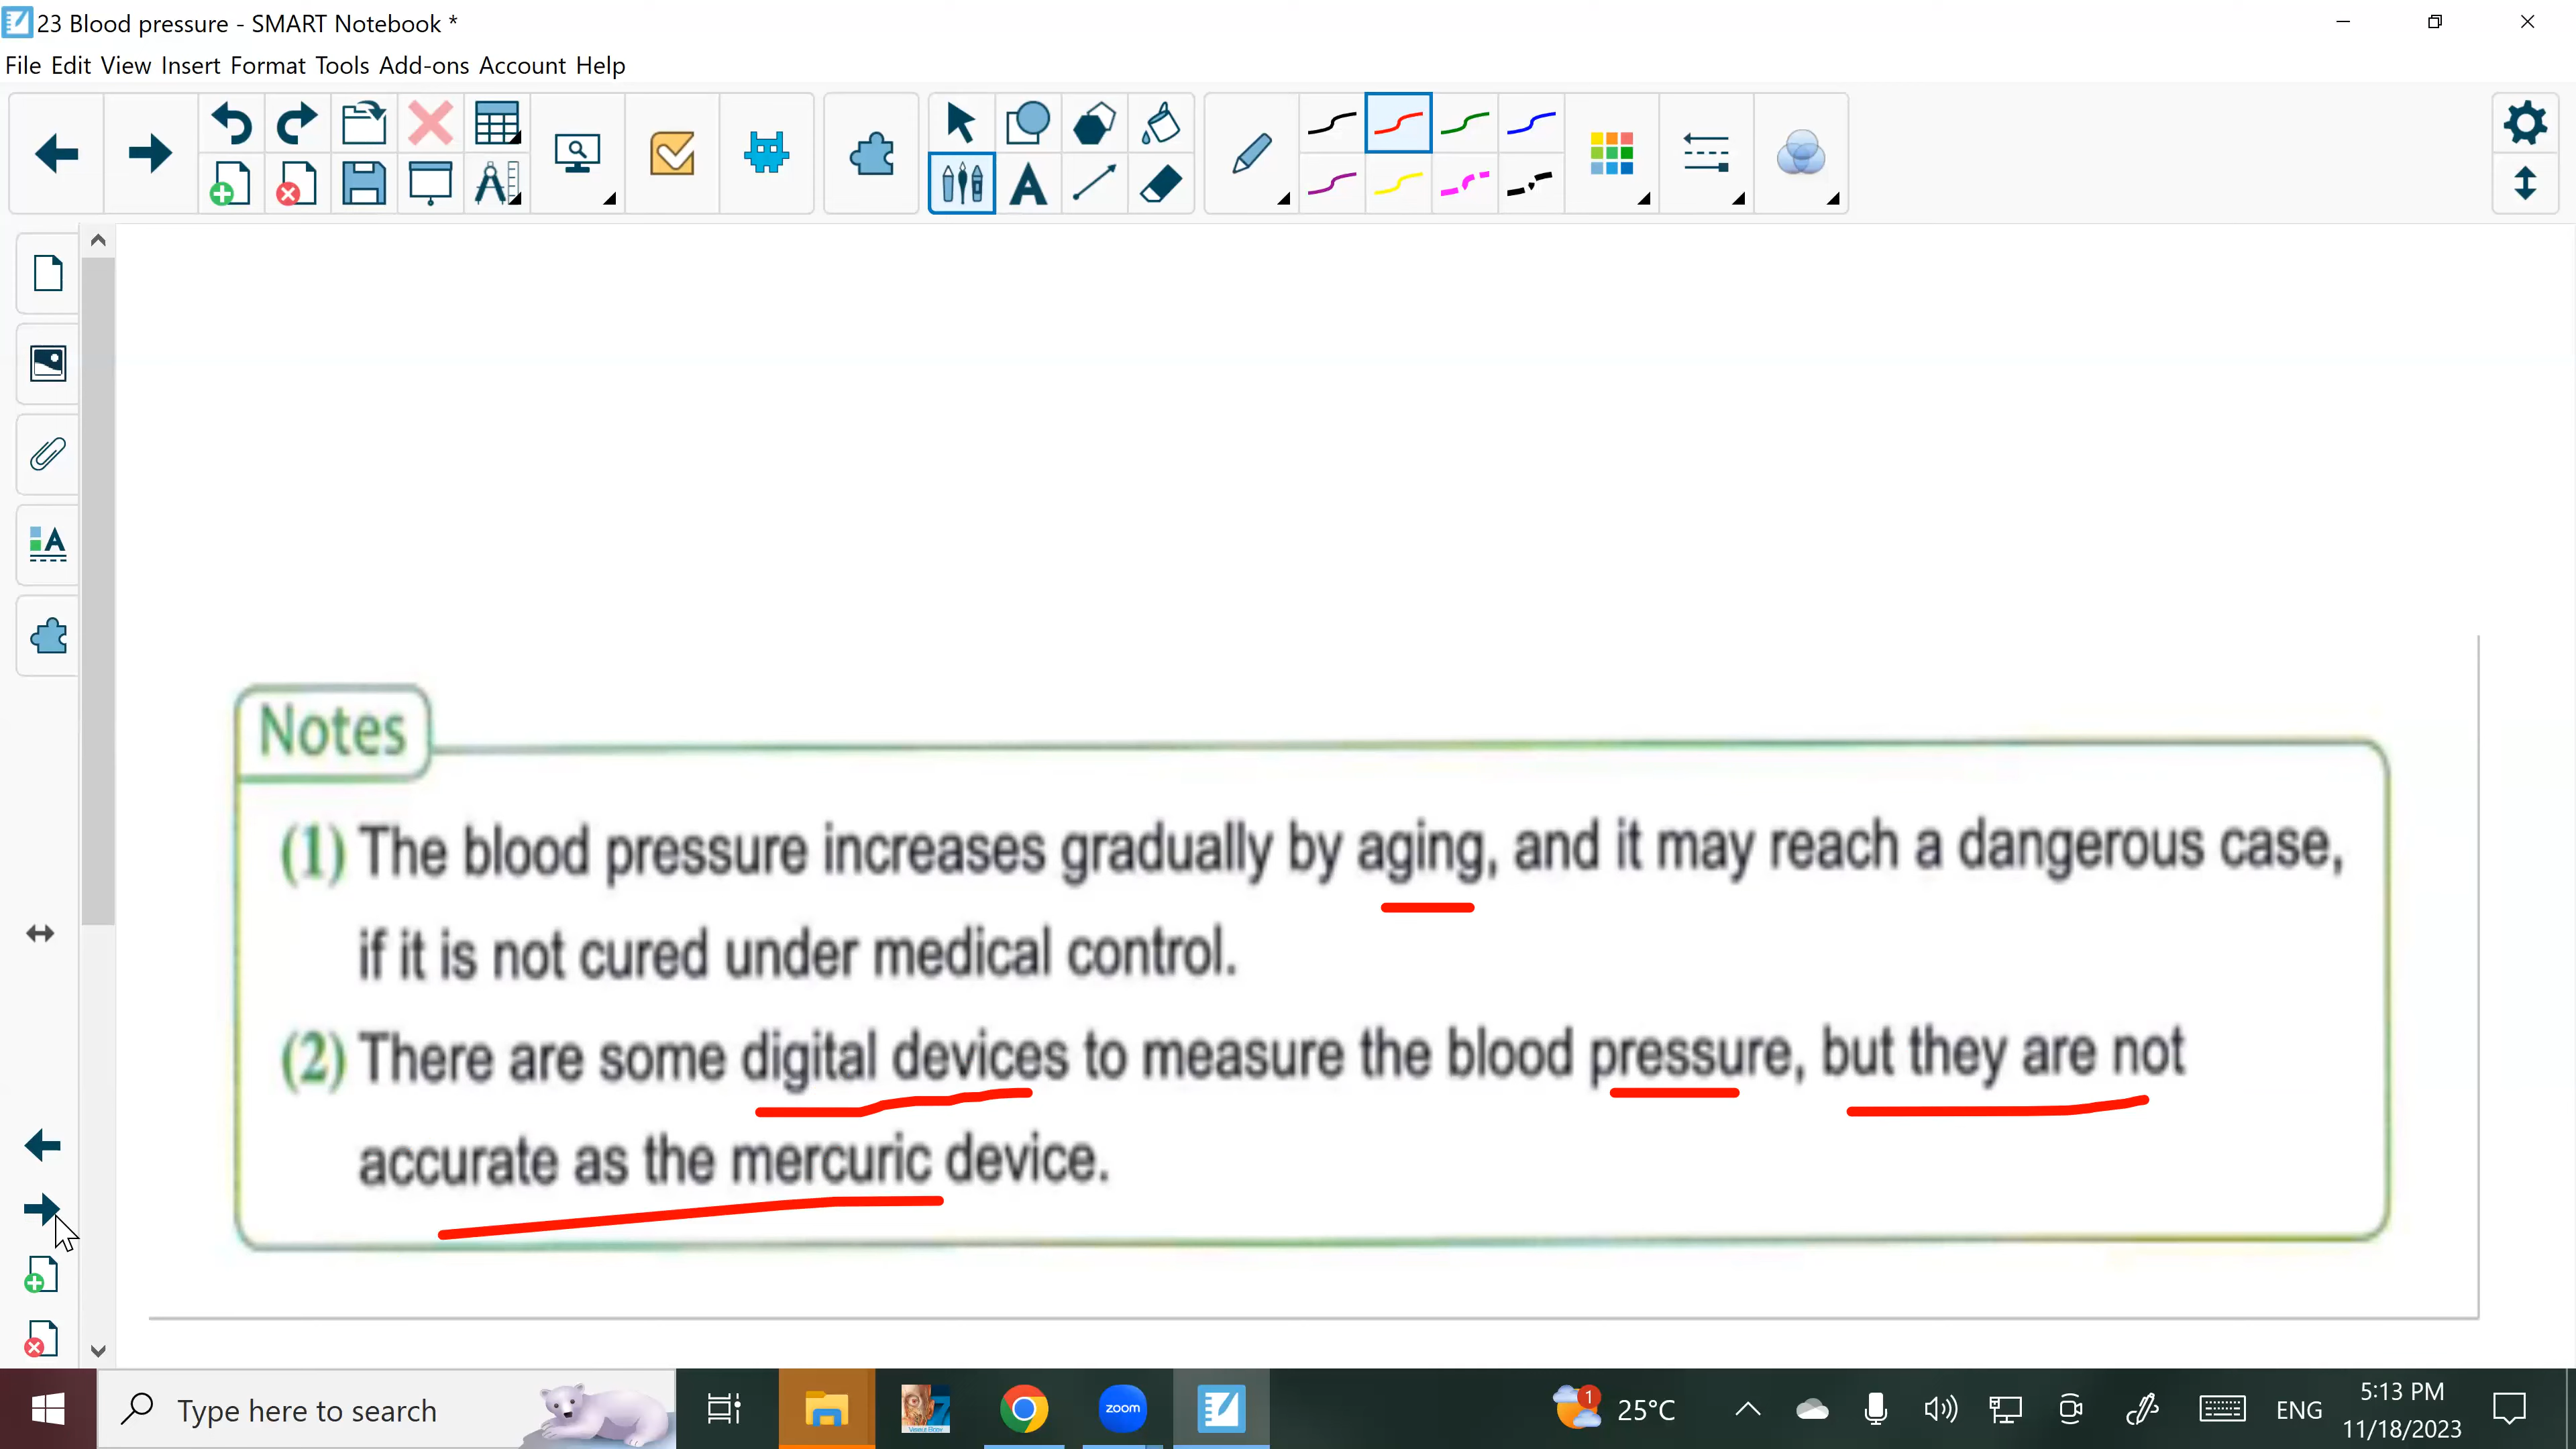 23 Blood pressure - SMART Notebook *
File Edit View Insert Format Tools Add-ons Account Help
Notes
(1) The blood pressure increases gradually by aging, and it may reach a dangerous case,
if it is not cured under medical control.
(2) There are some digital devices to measure the blood pressure, but they are not
accurate as the mercuric device.
Type here to search
zoom
1
25°C
ENG
5:13 PM
11/18/2023